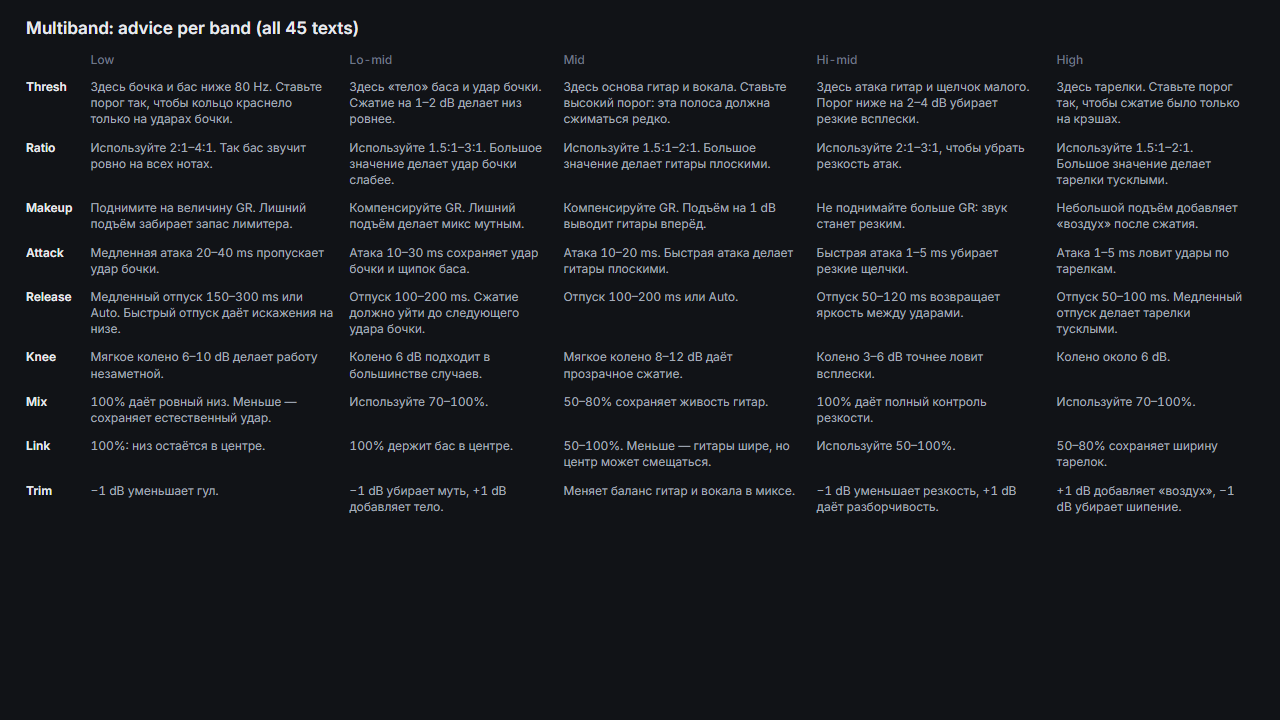 Multiband: advice per band (all 45 texts)
Low Lo-mid Mid Hi-mid High
Thresh Здесь бочка и бас ниже 80 Hz. Ставьте Здесь «тело» баса и удар бочки. Здесь основа гитар и вокала. Ставьте Здесь атака гитар и щелчок малого. Здесь тарелки. Ставьте порог
порог так, чтобы кольцо краснело Сжатие на 1–2 dB делает низ высокий порог: эта полоса должна Порог ниже на 2–4 dB убирает так, чтобы сжатие было только
только на ударах бочки. ровнее. сжиматься редко. резкие всплески. на крэшах.
Ratio Используйте 2:1–4:1. Так бас звучит Используйте 1.5:1–3:1. Большое Используйте 1.5:1–2:1. Большое Используйте 2:1–3:1, чтобы убрать Используйте 1.5:1–2:1.
ровно на всех нотах. значение делает удар бочки значение делает гитары плоскими. резкость атак. Большое значение делает
слабее. тарелки тусклыми.
Makeup Поднимите на величину GR. Лишний Компенсируйте GR. Лишний Компенсируйте GR. Подъём на 1 dB Не поднимайте больше GR: звук Небольшой подъём добавляет
подъём забирает запас лимитера. подъём делает микс мутным. выводит гитары вперёд. станет резким. «воздух» после сжатия.
Attack Медленная атака 20–40 ms пропускает Атака 10–30 ms сохраняет удар Атака 10–20 ms. Быстрая атака делает Быстрая атака 1–5 ms убирает Атака 1–5 ms ловит удары по
удар бочки. бочки и щипок баса. гитары плоскими. резкие щелчки. тарелкам.
Release Медленный отпуск 150–300 ms или Отпуск 100–200 ms. Сжатие Отпуск 100–200 ms или Auto. Отпуск 50–120 ms возвращает Отпуск 50–100 ms. Медленный
Auto. Быстрый отпуск даёт искажения на должно уйти до следующего яркость между ударами. отпуск делает тарелки
низе. удара бочки. тусклыми.
Knee Мягкое колено 6–10 dB делает работу Колено 6 dB подходит в Мягкое колено 8–12 dB даёт Колено 3–6 dB точнее ловит Колено около 6 dB.
незаметной. большинстве случаев. прозрачное сжатие. всплески.
Mix 100% даёт ровный низ. Меньше — Используйте 70–100%. 50–80% сохраняет живость гитар. 100% даёт полный контроль Используйте 70–100%.
сохраняет естественный удар. резкости.
Link 100%: низ остаётся в центре. 100% держит бас в центре. 50–100%. Меньше — гитары шире, но Используйте 50–100%. 50–80% сохраняет ширину
центр может смещаться. тарелок.
Trim −1 dB уменьшает гул. −1 dB убирает муть, +1 dB Меняет баланс гитар и вокала в миксе. −1 dB уменьшает резкость, +1 dB +1 dB добавляет «воздух», −1
добавляет тело. даёт разборчивость. dB убирает шипение.